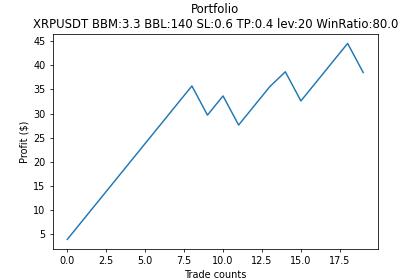 Portfolio
XRPUSDT BBM:3.3 BBL:140 SL:0.6 TP:0.4 lev:20 WinRatio:80.0
45
40
35
30
25
20
15
10
5
Profit ($)
0.0 2.5 5.0 7.5 10.0 12.5 15.0 17.5
Trade counts